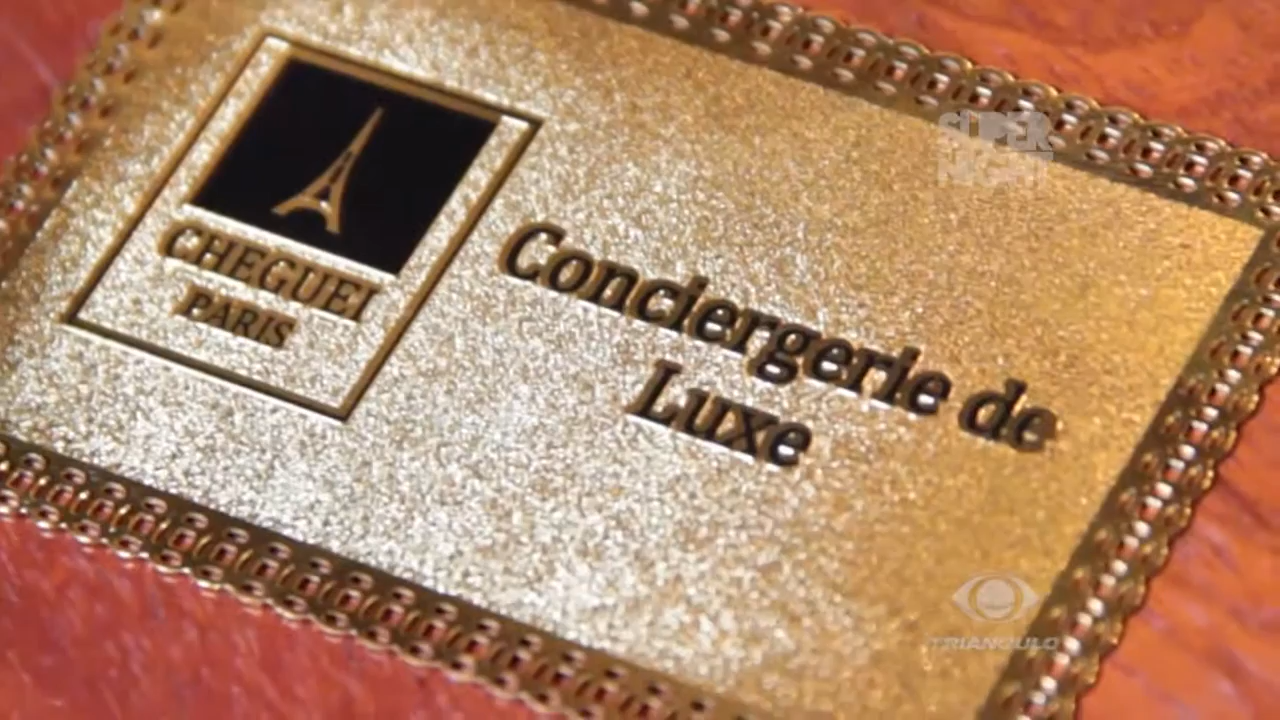 CHEGUEI
PARIS
Conciergerie de
Luxe
SUPER
NIGHT
TRIANGULO